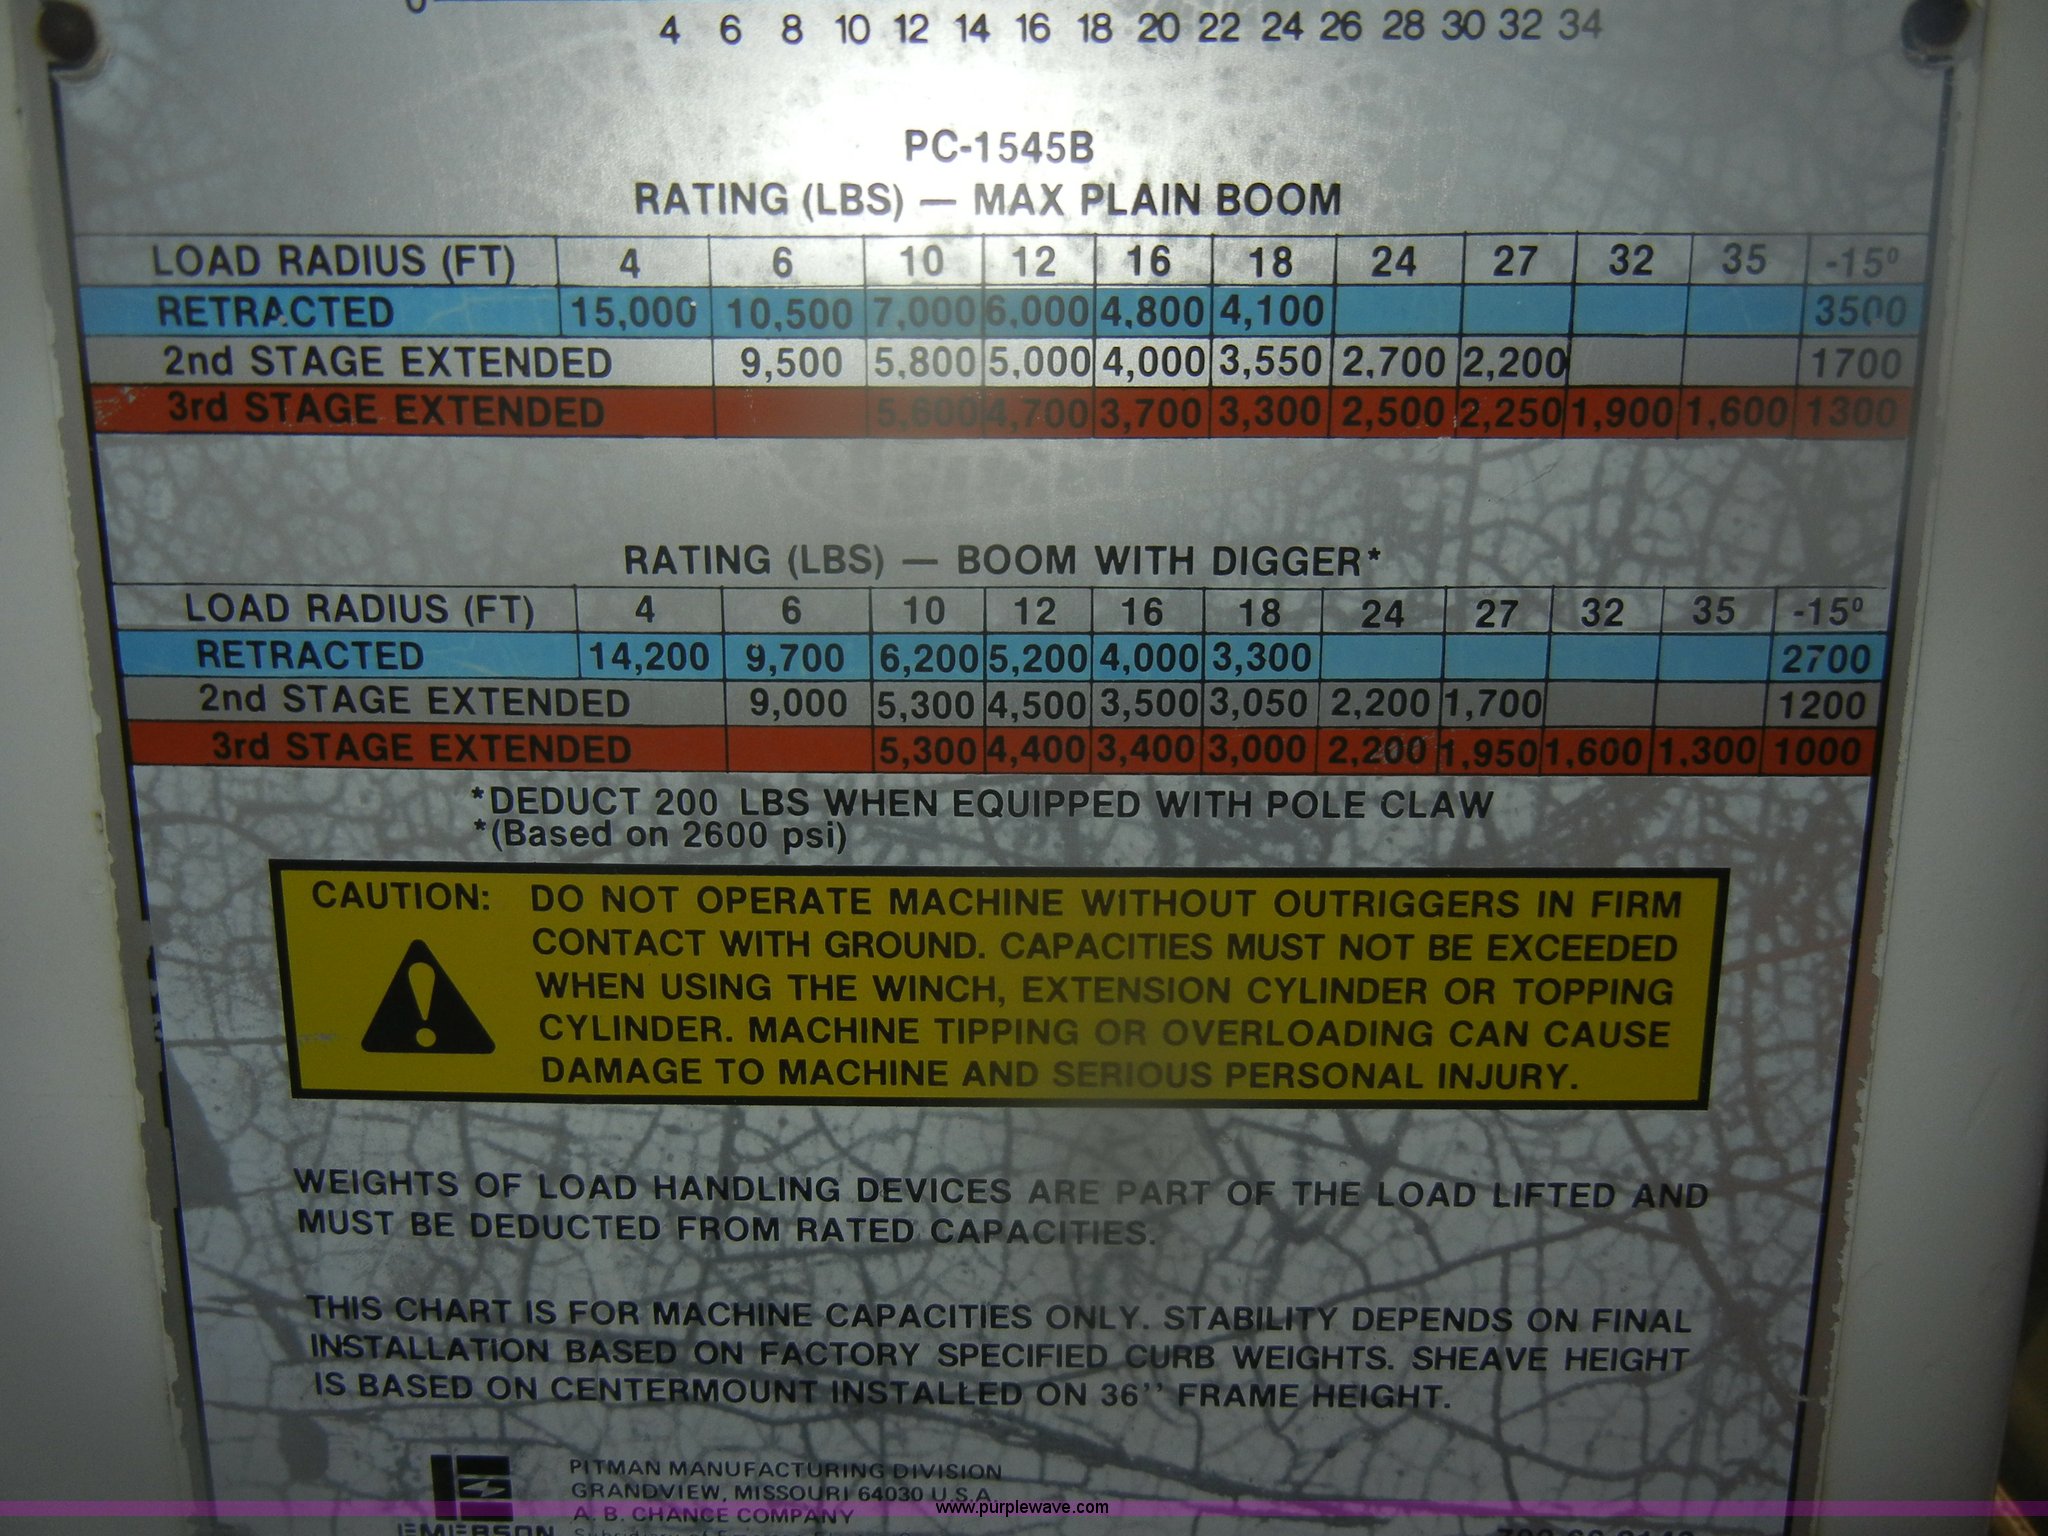 0
4 6 8 10 12 14 16 18 20 22 24 26 28 30 32 34
PC-1545B
RATING (LBS) — MAX PLAIN BOOM
LOAD RADIUS (FT) 4 6 10 12 16 18 24 27 32 35 -15º
RETRACTED 15,000 10,500 7,000 6,000 4,800 4,100 3500
2nd STAGE EXTENDED 9,500 5,800 5,000 4,000 3,550 2,700 2,200 1700
3rd STAGE EXTENDED 5,600 4,700 3,700 3,300 2,500 2,250 1,900 1,600 1300
RATING (LBS) — BOOM WITH DIGGER*
LOAD RADIUS (FT) 4 6 10 12 16 18 24 27 32 35 -15º
RETRACTED 14,200 9,700 6,200 5,200 4,000 3,300 2700
2nd STAGE EXTENDED 9,000 5,300 4,500 3,500 3,050 2,200 1,700 1200
3rd STAGE EXTENDED 5,300 4,400 3,400 3,000 2,200 1,950 1,600 1,300 1000
*DEDUCT 200 LBS WHEN EQUIPPED WITH POLE CLAW
*(Based on 2600 psi)
CAUTION: DO NOT OPERATE MACHINE WITHOUT OUTRIGGERS IN FIRM
CONTACT WITH GROUND. CAPACITIES MUST NOT BE EXCEEDED
WHEN USING THE WINCH, EXTENSION CYLINDER OR TOPPING
CYLINDER. MACHINE TIPPING OR OVERLOADING CAN CAUSE
DAMAGE TO MACHINE AND SERIOUS PERSONAL INJURY.
WEIGHTS OF LOAD HANDLING DEVICES ARE PART OF THE LOAD LIFTED AND
MUST BE DEDUCTED FROM RATED CAPACITIES.
THIS CHART IS FOR MACHINE CAPACITIES ONLY. STABILITY DEPENDS ON FINAL
INSTALLATION BASED ON FACTORY SPECIFIED CURB WEIGHTS. SHEAVE HEIGHT
IS BASED ON CENTERMOUNT INSTALLED ON 36'' FRAME HEIGHT.
PITMAN MANUFACTURING DIVISION
GRANDVIEW, MISSOURI 64030 U.S.A.
www.purplewave.com
A. B. CHANCE COMPANY
EMERSON